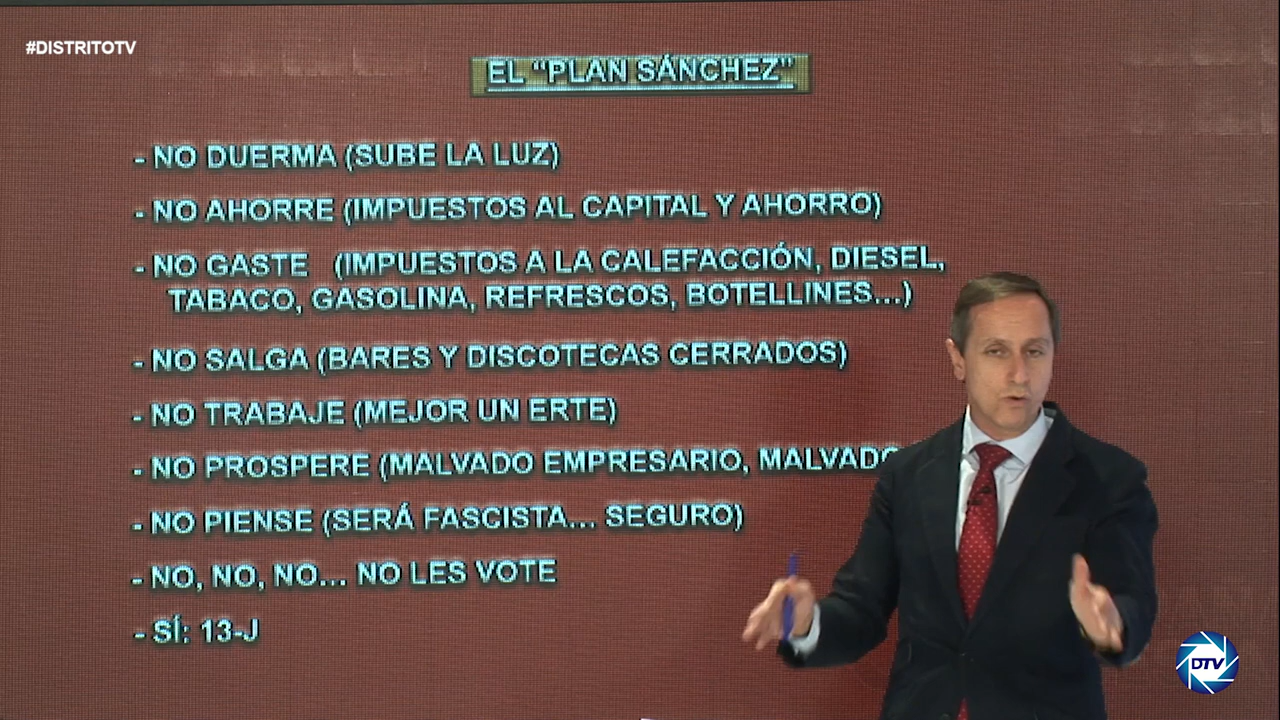 #DISTRITOTV
EL “PLAN SÁNCHEZ”
- NO DUERMA (SUBE LA LUZ)
- NO AHORRE (IMPUESTOS AL CAPITAL Y AHORRO)
- NO GASTE (IMPUESTOS A LA CALEFACCIÓN, DIESEL,
TABACO, GASOLINA, REFRESCOS, BOTELLINES...)
- NO SALGA (BARES Y DISCOTECAS CERRADOS)
- NO TRABAJE (MEJOR UN ERTE)
- NO PROSPERE (MALVADO EMPRESARIO, MALVADO
- NO PIENSE (SERÁ FASCISTA... SEGURO)
- NO, NO, NO... NO LES VOTE
- SÍ: 13-J
DTV